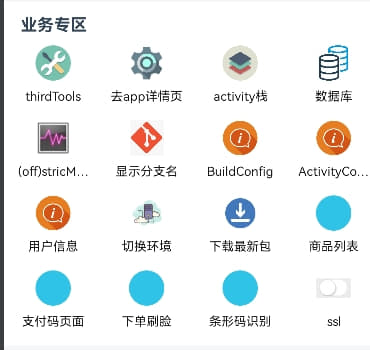 业务专区
thirdTools
去app详情页
activity栈
数据库
(off)stricM...
显示分支名
BuildConfig
ActivityCo...
用户信息
切换环境
下载最新包
商品列表
支付码页面
下单刷脸
条形码识别
ssl